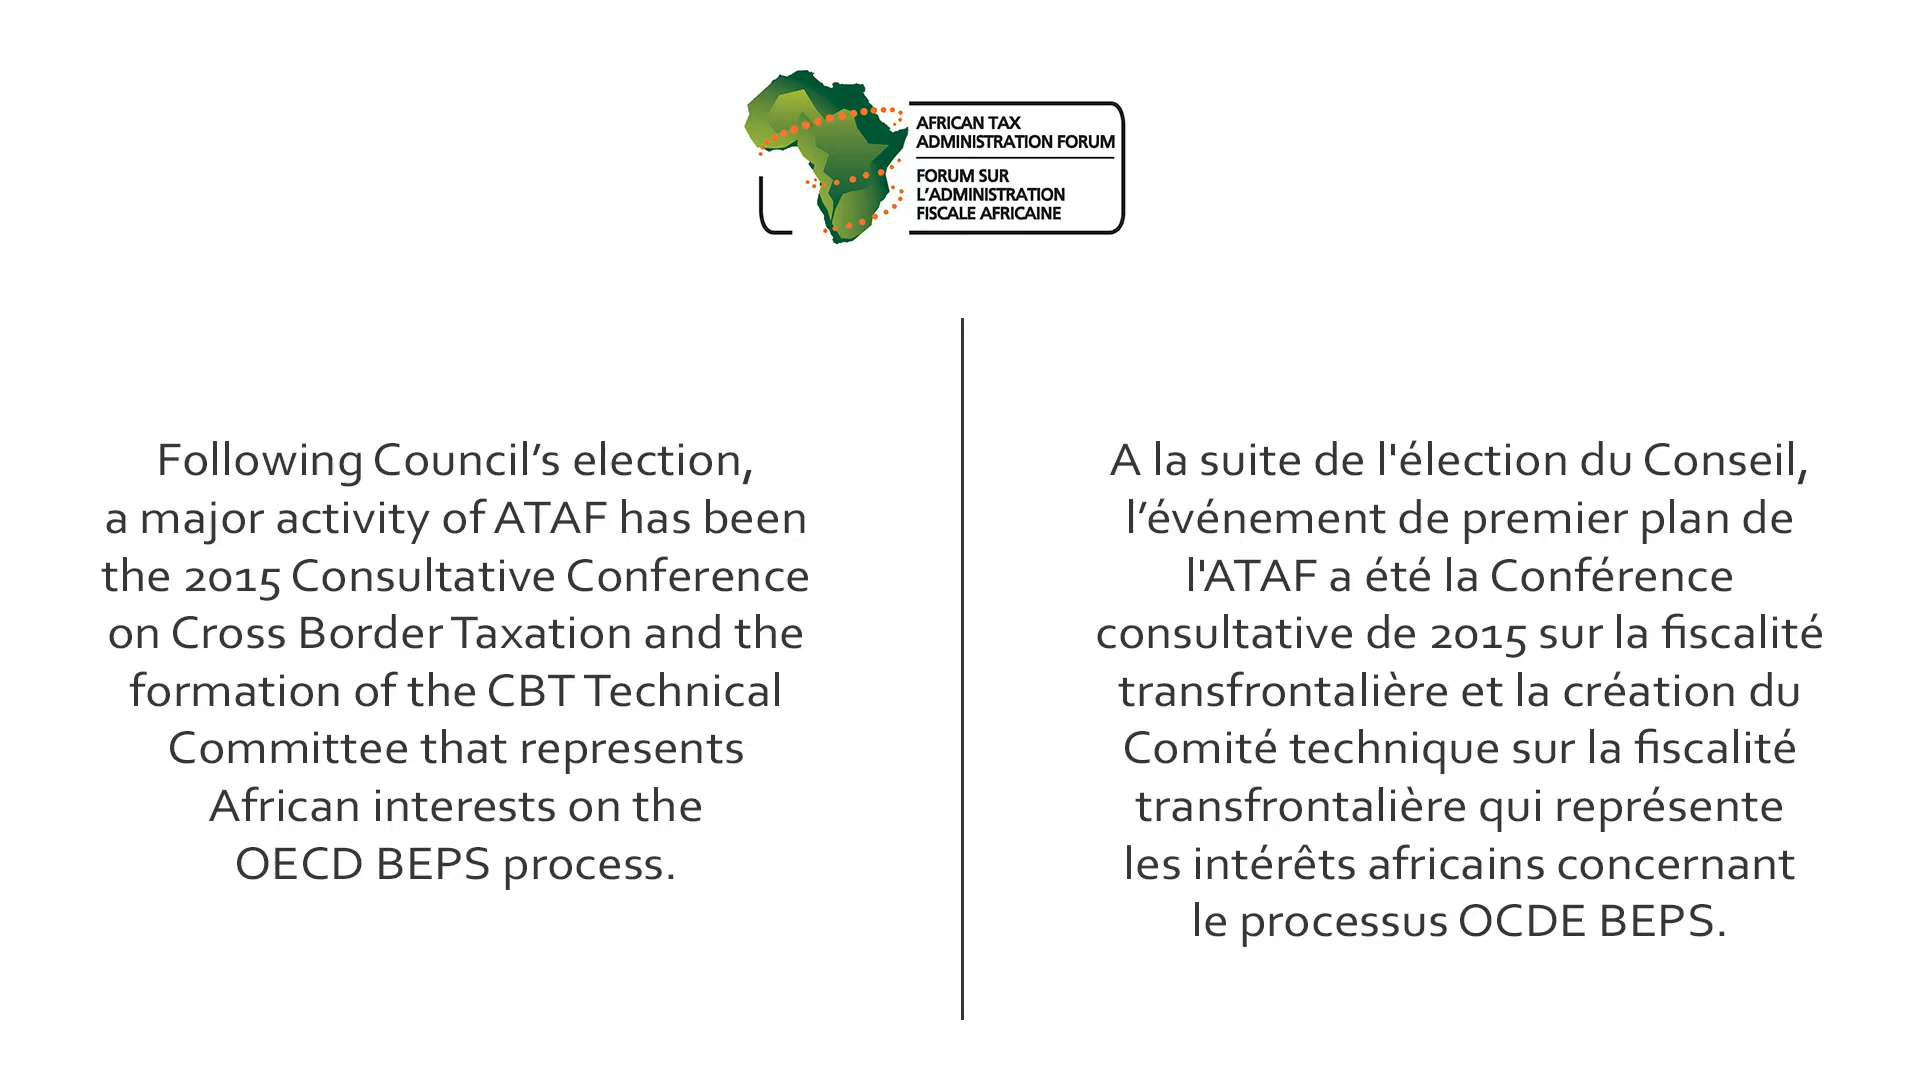 AFRICAN TAX
ADMINISTRATION FORUM
FORUM SUR
L’ADMINISTRATION
FISCALE AFRICAINE
Following Council’s election,
a major activity of ATAF has been
the 2015 Consultative Conference
on Cross Border Taxation and the
formation of the CBT Technical
Committee that represents
African interests on the
OECD BEPS process.
A la suite de l'élection du Conseil,
l’événement de premier plan de
l'ATAF a été la Conférence
consultative de 2015 sur la fiscalité
transfrontalière et la création du
Comité technique sur la fiscalité
transfrontalière qui représente
les intérêts africains concernant
le processus OCDE BEPS.